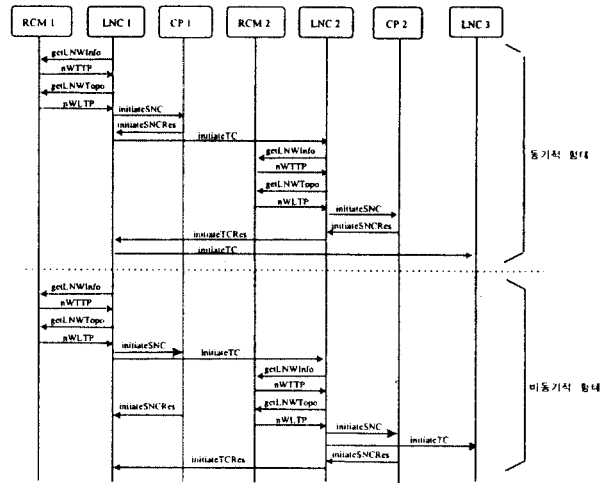 RCM 1 LNC 1 CP 1 RCM 2 LNC 2 CP 2 LNC 3
getLNWInfo
nWTTP
getLNWTopo
nWLTP
initiateSNC
initiateSNCRes
initiateTC
getLNWInfo
nWTTP
getLNWTopo
nWLTP
initiateSNC
initiateSNCRes
initiateTCRes
initiateTC
동기적 형태
getLNWInfo
nWTTP
getLNWTopo
nWLTP
initiateSNC
InitiateTC
getLNWInfo
nWTTP
getLNWTopo
initiateSNCRes
nWLTP
initiateSNC
initiateTC
initiateSNCRes
initiateTCRes
비동기적 형태